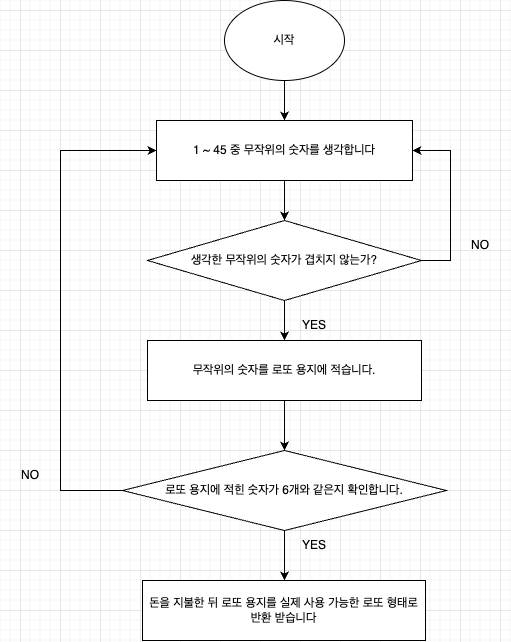 시작
1 ~ 45 중 무작위의 숫자를 생각합니다
생각한 무작위의 숫자가 겹치지 않는가?
NO
YES
무작위의 숫자를 로또 용지에 적습니다.
로또 용지에 적힌 숫자가 6개와 같은지 확인합니다.
NO
YES
돈을 지불한 뒤 로또 용지를 실제 사용 가능한 로또 형태로
반환 받습니다